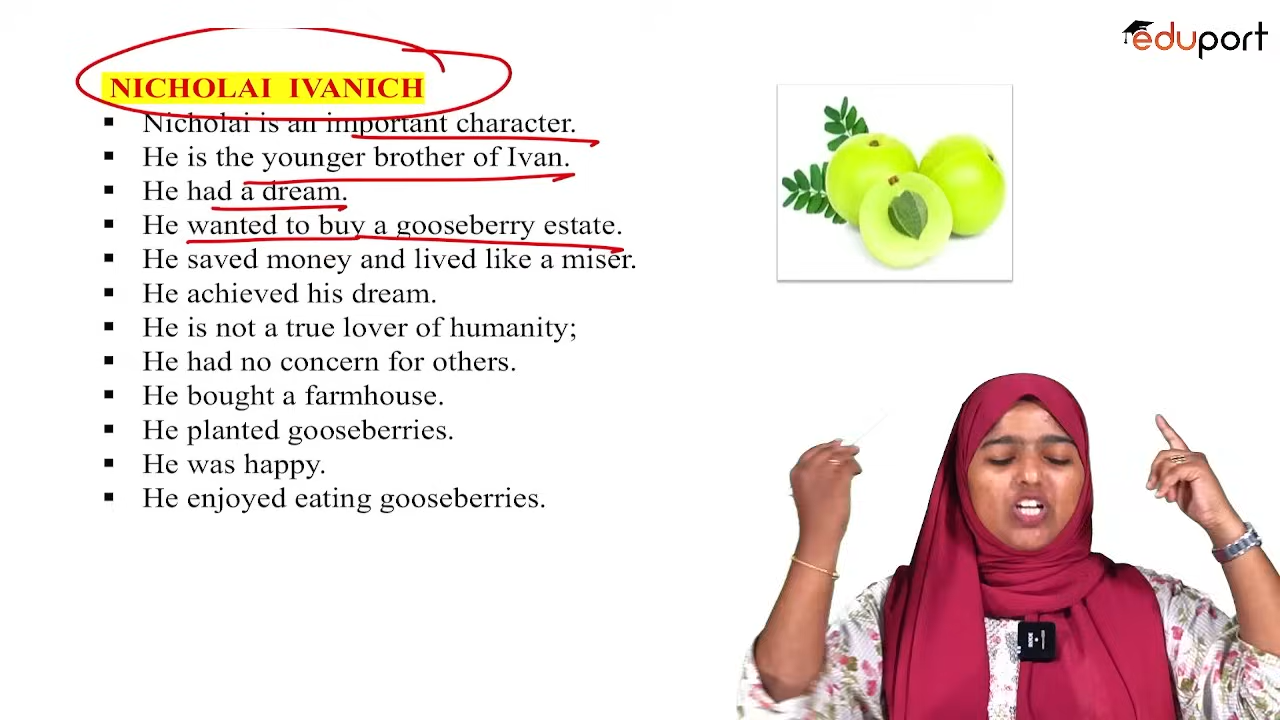 eduport
NICHOLAI IVANICH
▪ Nicholai is an important character.
▪ He is the younger brother of Ivan.
▪ He had a dream.
▪ He wanted to buy a gooseberry estate.
▪ He saved money and lived like a miser.
▪ He achieved his dream.
▪ He is not a true lover of humanity;
▪ He had no concern for others.
▪ He bought a farmhouse.
▪ He planted gooseberries.
▪ He was happy.
▪ He enjoyed eating gooseberries.